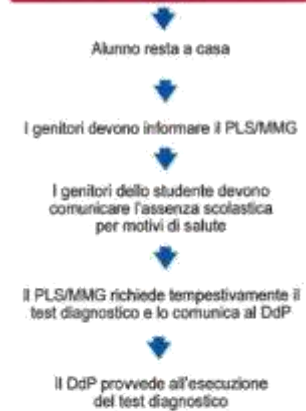 Alunno resta a casa
I genitori devono informare il PLS/MMG
I genitori dello studente devono
comunicare l'assenza scolastica
per motivi di salute
Il PLS/MMG richiede tempestivamente il
test diagnostico e lo comunica al DdP
Il DdP provvede all'esecuzione
del test diagnostico